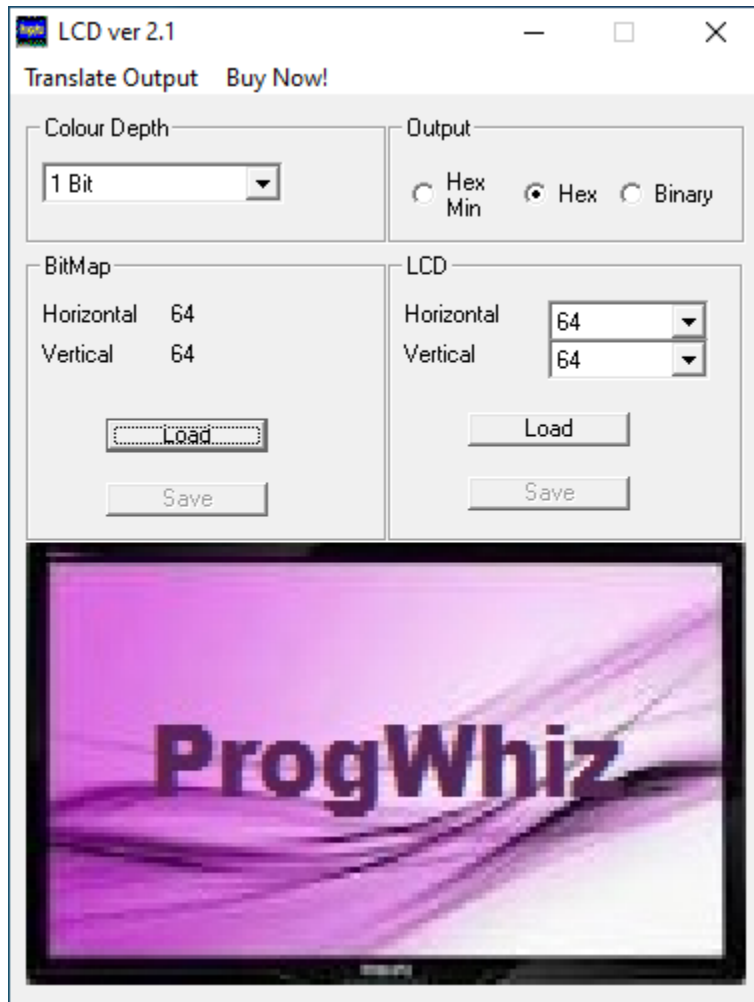 LCD ver 2.1
Translate Output Buy Now!
Colour Depth
1 Bit
Output
Hex Min
Hex
Binary
BitMap
Horizontal 64
Vertical 64
Load
Save
LCD
Horizontal 64
Vertical 64
Load
Save
ProgWhiz